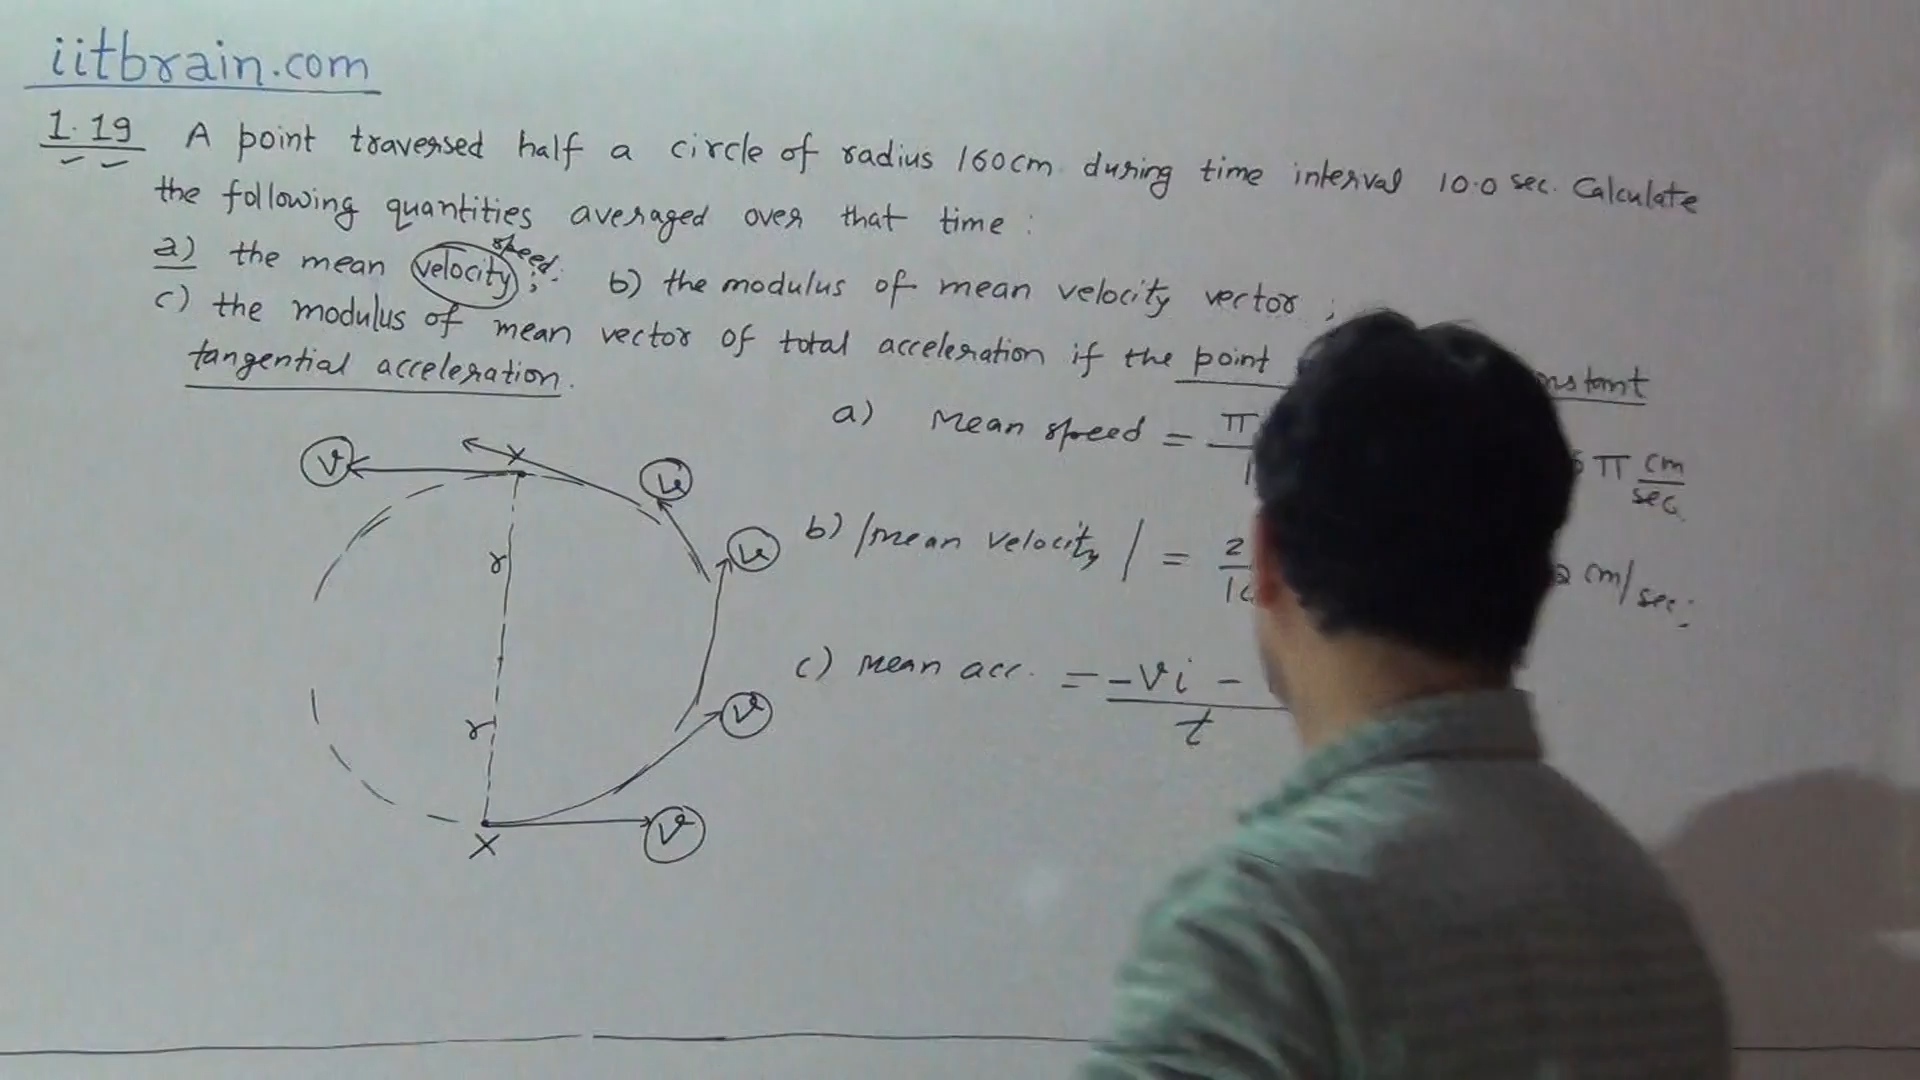 iitbrain.com
1.19 A point traversed half a circle of radius 160cm during time interval 10.0 sec. Calculate
the following quantities averaged over that time :
speed.
a) the mean velocity ; b) the modulus of mean velocity vector ;
c) the modulus of mean vector of total acceleration if the point nstant
tangential acceleration.
a) Mean speed = π π cm/sec
b) |mean velocity| = 2 cm/sec.
c) mean acc. = -vi - / t
v
x
v
v
r
v
r
v
x